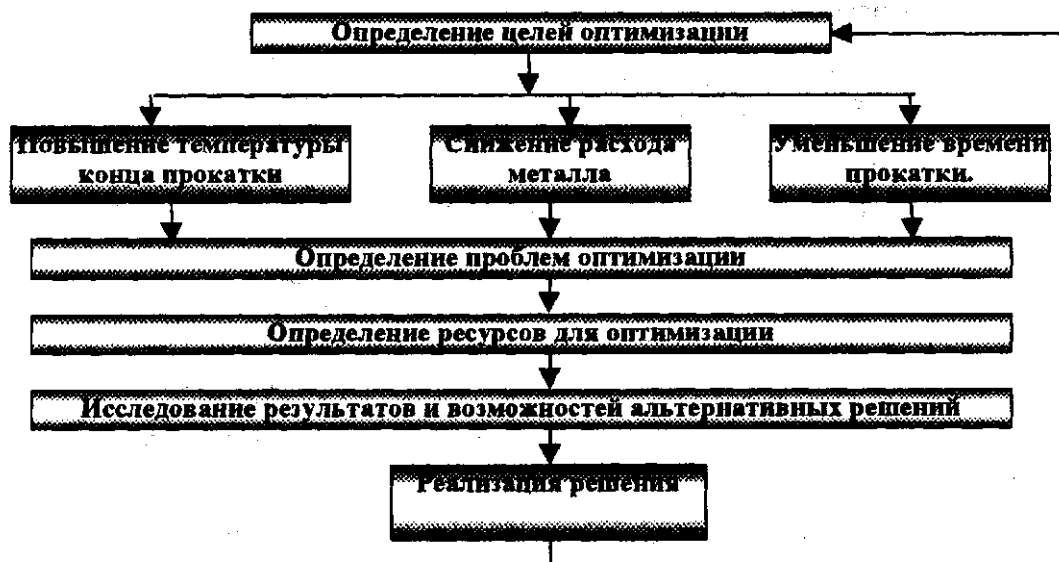 Определение целей оптимизации
Повышение температуры
конца прокатки
Снижение расхода
металла
Уменьшение времени
прокатки.
Определение проблем оптимизации
Определение ресурсов для оптимизации
Исследование результатов и возможностей альтернативных решений
Реализация решения